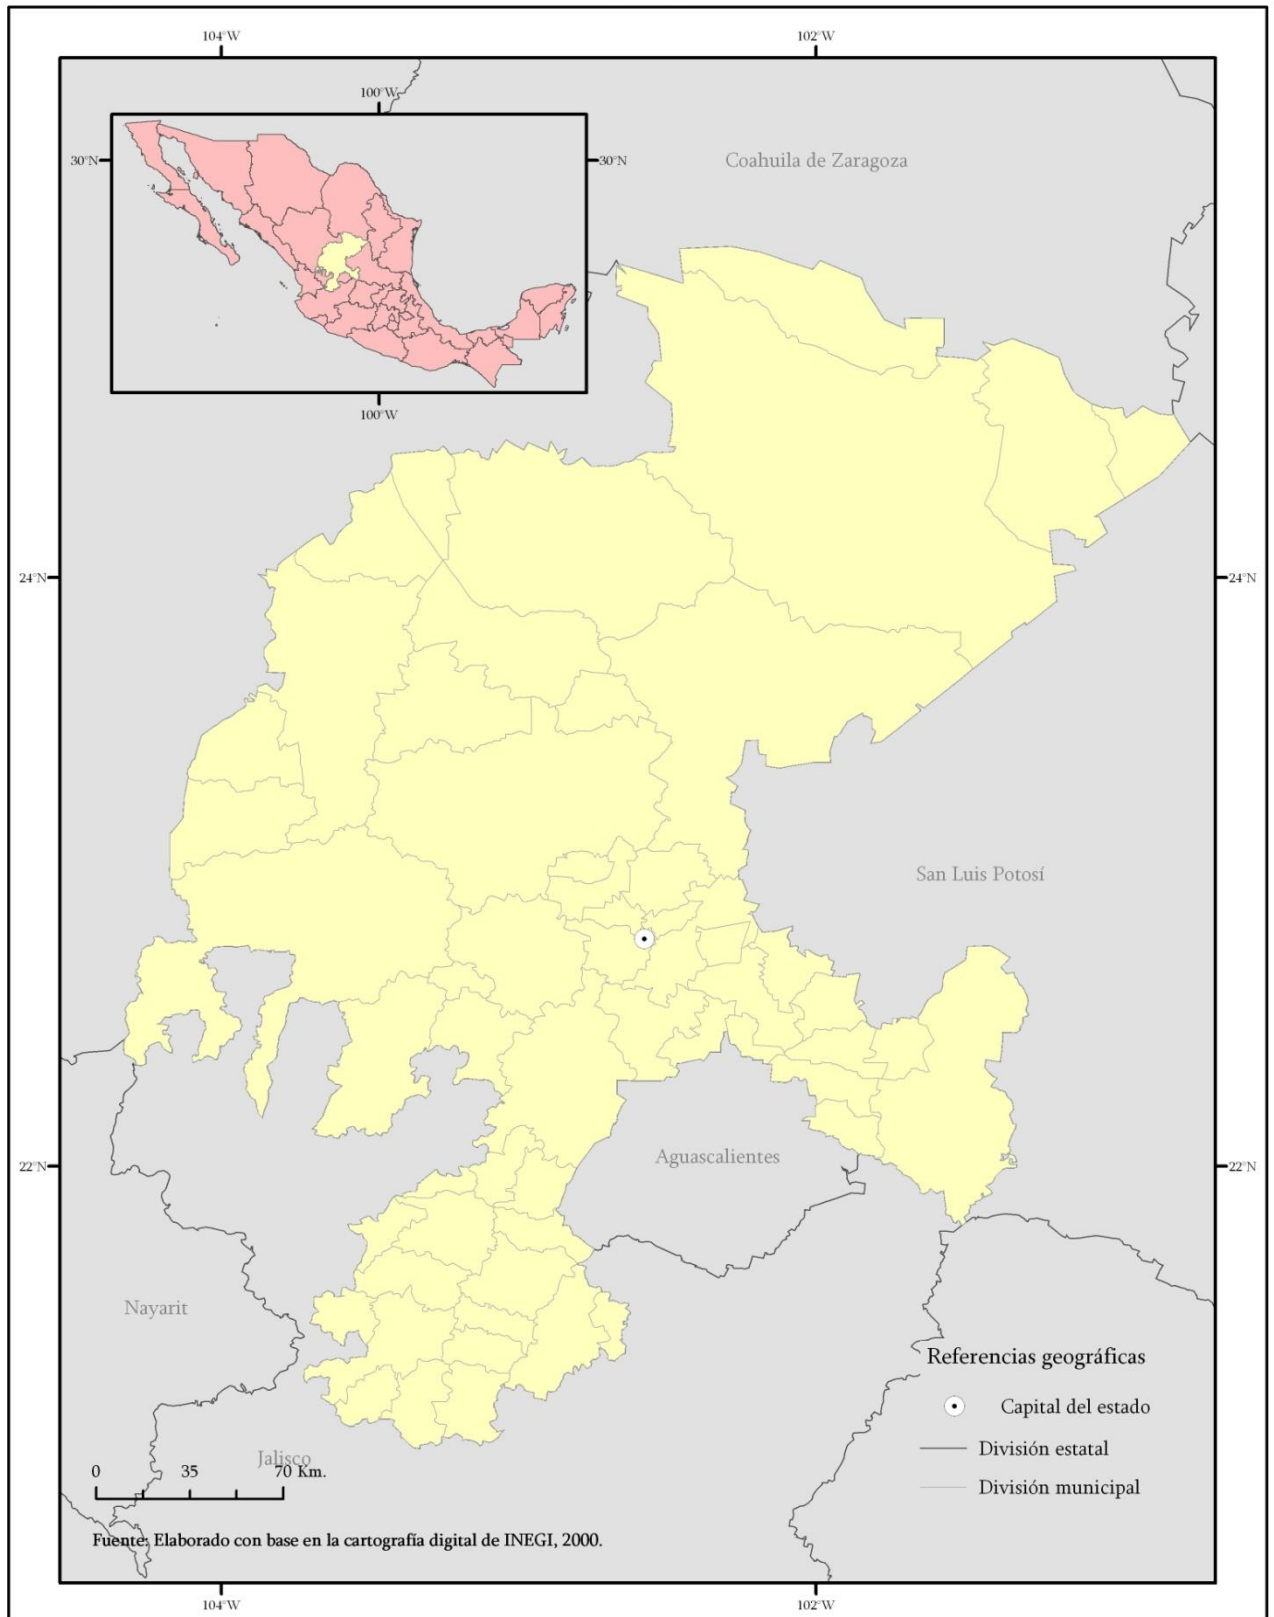 104°W
102°W
100°W
30°N
30°N
100°W
Coahuila de Zaragoza
24°N
24°N
San Luis Potosí
22°N
Aguascalientes
22°N
Nayarit
Referencias geográficas
Capital del estado
División estatal
División municipal
Jalisco
0 35 70 Km.
Fuente: Elaborado con base en la cartografía digital de INEGI, 2000.
104°W
102°W